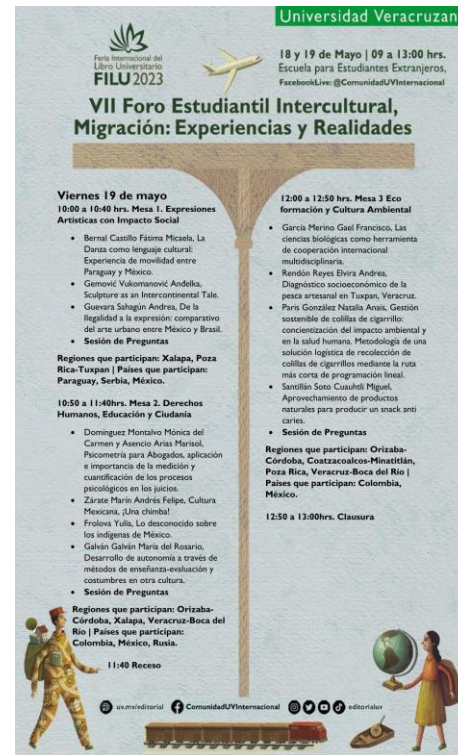 Universidad Veracruzan
Feria Internacional del
Libro Universitario
FILU 2023
18 y 19 de Mayo | 09 a 13:00 hrs.
Escuela para Estudiantes Extranjeros,
FacebookLive: @ComunidadUVInternacional
VII Foro Estudiantil Intercultural,
Migración: Experiencias y Realidades
Viernes 19 de mayo
10:00 a 10:40 hrs. Mesa 1. Expresiones
Artísticas con Impacto Social
• Bernal Castillo Fátima Micaela, La
Danza como lenguaje cultural:
Experiencia de movilidad entre
Paraguay y México.
• Gemović Vukomanović Anđelka,
Sculpture as an Intercontinental Tale.
• Guevara Sahagún Andrea, De la
Ilegalidad a la expresión: comparativo
del arte urbano entre México y Brasil.
• Sesión de Preguntas
Regiones que participan: Xalapa, Poza
Rica-Tuxpan | Países que participan:
Paraguay, Serbia, México.
10:50 a 11:40hrs. Mesa 2. Derechos
Humanos, Educación y Ciudanía
• Domínguez Montalvo Mónica del
Carmen y Asencio Arias Marisol,
Psicometría para Abogados, aplicación
e importancia de la medición y
cuantificación de los procesos
psicológicos en los juicios.
• Zárate Marín Andrés Felipe, Cultura
Mexicana, ¡Una chimba!
• Frolova Yulia, Lo desconocido sobre
los indígenas de México.
• Galván Galván María del Rosario,
Desarrollo de autonomía a través de
métodos de enseñanza-evaluación y
costumbres en otra cultura.
• Sesión de Preguntas
Regiones que participan: Orizaba-
Córdoba, Xalapa, Veracruz-Boca del
Río | Países que participan:
Colombia, México, Rusia.
11:40 Receso
12:00 a 12:50 hrs. Mesa 3 Eco
formación y Cultura Ambiental
• García Merino Gael Francisco, Las
ciencias biológicas como herramienta
de cooperación internacional
multidisciplinaria.
• Rendón Reyes Elvira Andrea,
Diagnóstico socioeconómico de la
pesca artesanal en Tuxpan, Veracruz.
• Paris González Natalia Anais, Gestión
sostenible de colillas de cigarrillo:
concientización del impacto ambiental y
en la salud humana. Metodología de una
solución logística de recolección de
colillas de cigarrillos mediante la ruta
más corta de programación lineal.
• Santillán Soto Cuauhtli Miguel,
Aprovechamiento de productos
naturales para producir un snack anti
caries.
• Sesión de Preguntas
Regiones que participan: Orizaba-
Córdoba, Coatzacoalcos-Minatitlán,
Poza Rica, Veracruz-Boca del Río |
Países que participan: Colombia,
México.
12:50 a 13:00hrs. Clausura
uv.mx/editorial ComunidadUVInternacional editorialuv